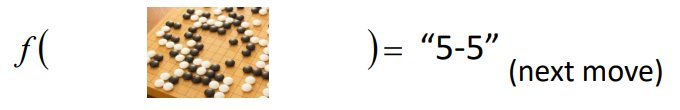 f( )= “5-5”
(next move)